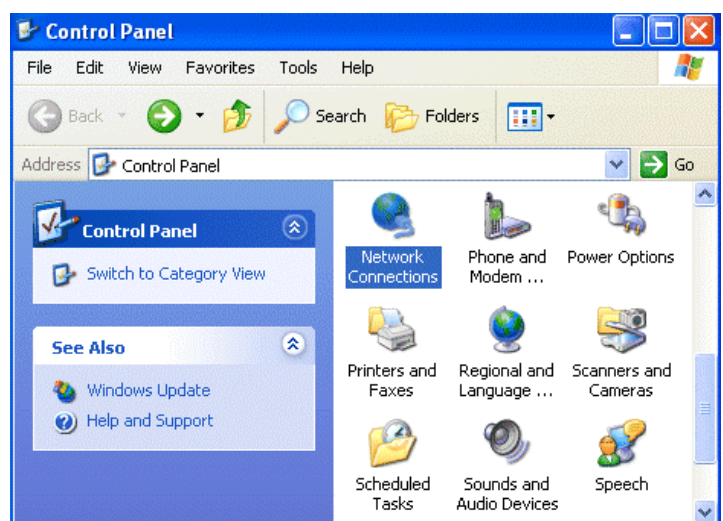 Control Panel
File Edit View Favorites Tools Help
Back Search Folders
Address Control Panel Go
Control Panel
Switch to Category View
See Also
Windows Update
Help and Support
Network
Connections
Phone and
Modem ...
Power Options
Printers and
Faxes
Regional and
Language ...
Scanners and
Cameras
Scheduled
Tasks
Sounds and
Audio Devices
Speech